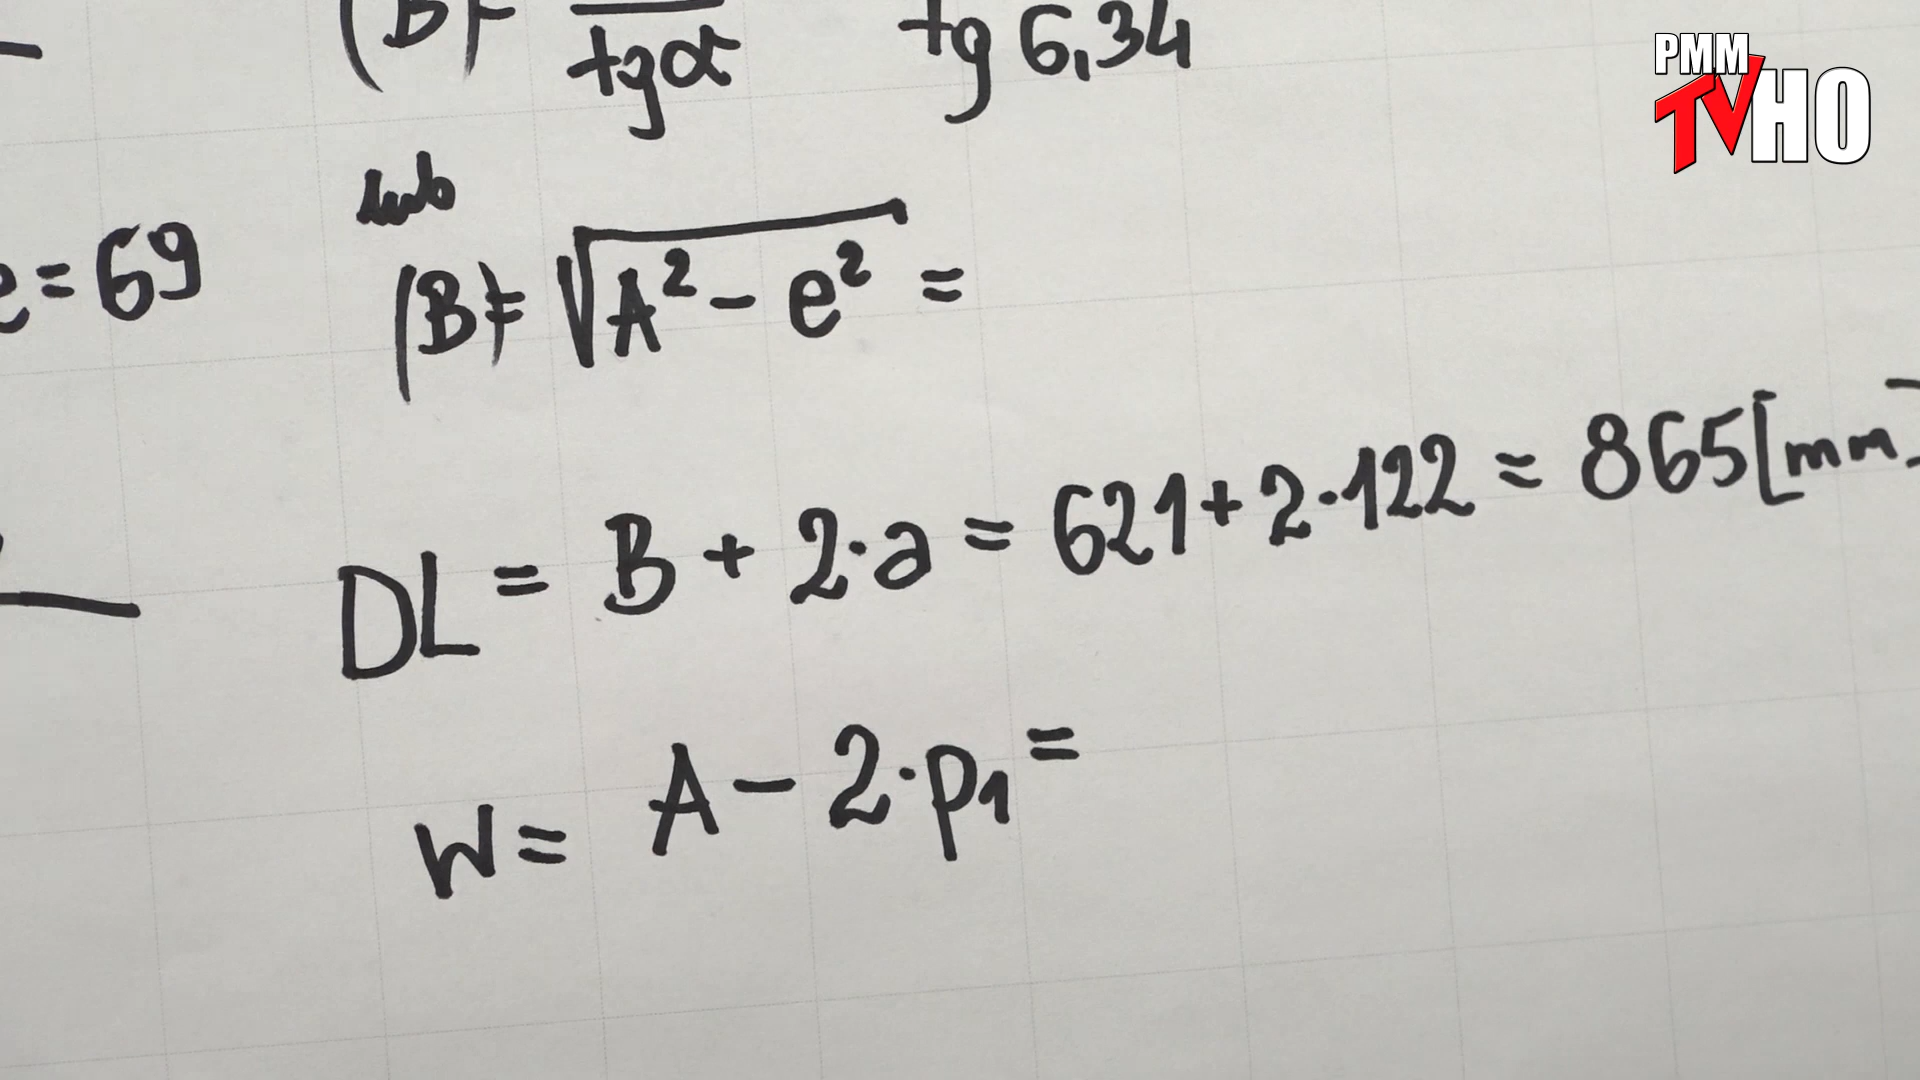 (B)= tgα tg 6,34
lub
e = 69 (B)= √A² - e² =
DL = B + 2·a = 621 + 2·122 = 865 [mm]
W = A - 2·p₁ =
PMM
TVHO